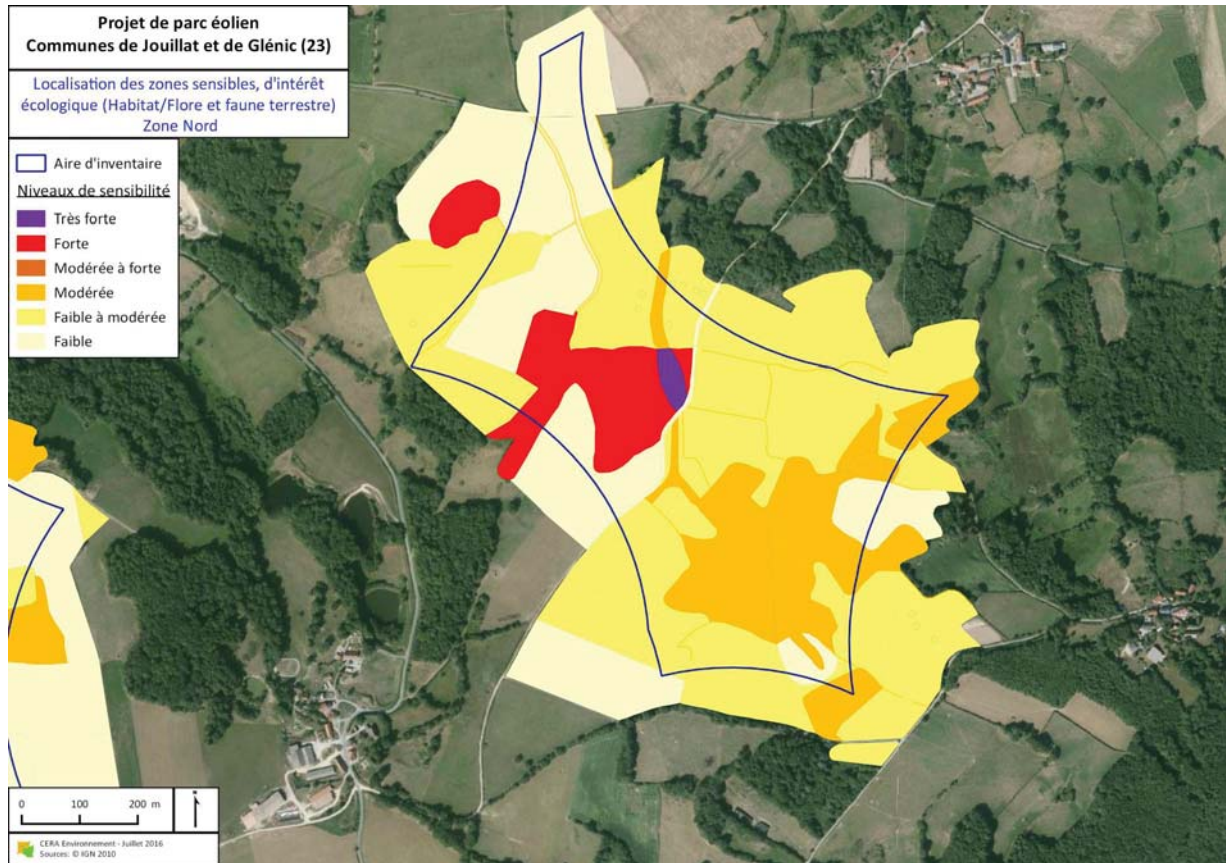 Projet de parc éolien
Communes de Jouillat et de Glénic (23)
Localisation des zones sensibles, d'intérêt
écologique (Habitat/Flore et faune terrestre)
Zone Nord
Aire d'inventaire
Niveaux de sensibilité
Très forte
Forte
Modérée à forte
Modérée
Faible à modérée
Faible
0 100 200 m
CERA Environnement - Juillet 2016
Sources: © IGN 2010